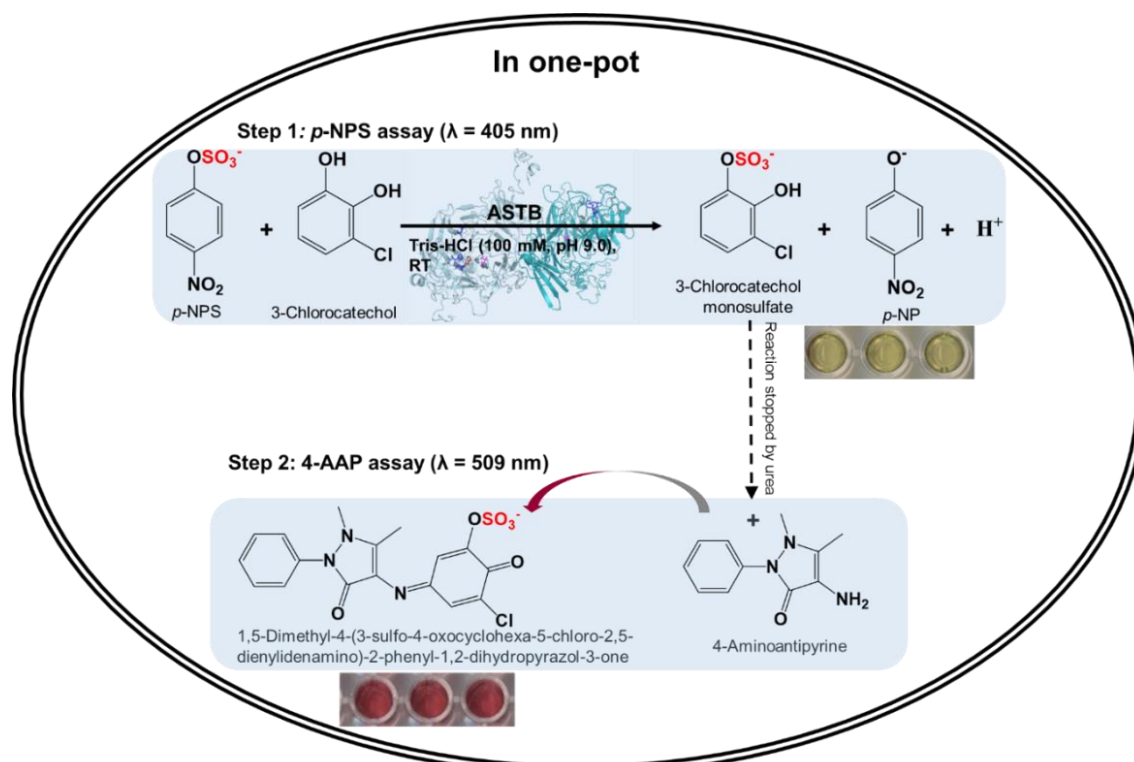 In one-pot
Step 1: p-NPS assay (λ = 405 nm)
OSO₃⁻
NO₂
p-NPS
+
OH
OH
Cl
3-Chlorocatechol
ASTB
Tris-HCl (100 mM, pH 9.0),
RT
OSO₃⁻
OH
Cl
3-Chlorocatechol
monosulfate
+
O⁻
NO₂
p-NP
+ H⁺
Reaction stopped by urea
Step 2: 4-AAP assay (λ = 509 nm)
N
N
O
N
OSO₃⁻
O
Cl
1,5-Dimethyl-4-(3-sulfo-4-oxocyclohexa-5-chloro-2,5-
dienylidenamino)-2-phenyl-1,2-dihydropyrazol-3-one
+
N
N
O
NH₂
4-Aminoantipyrine